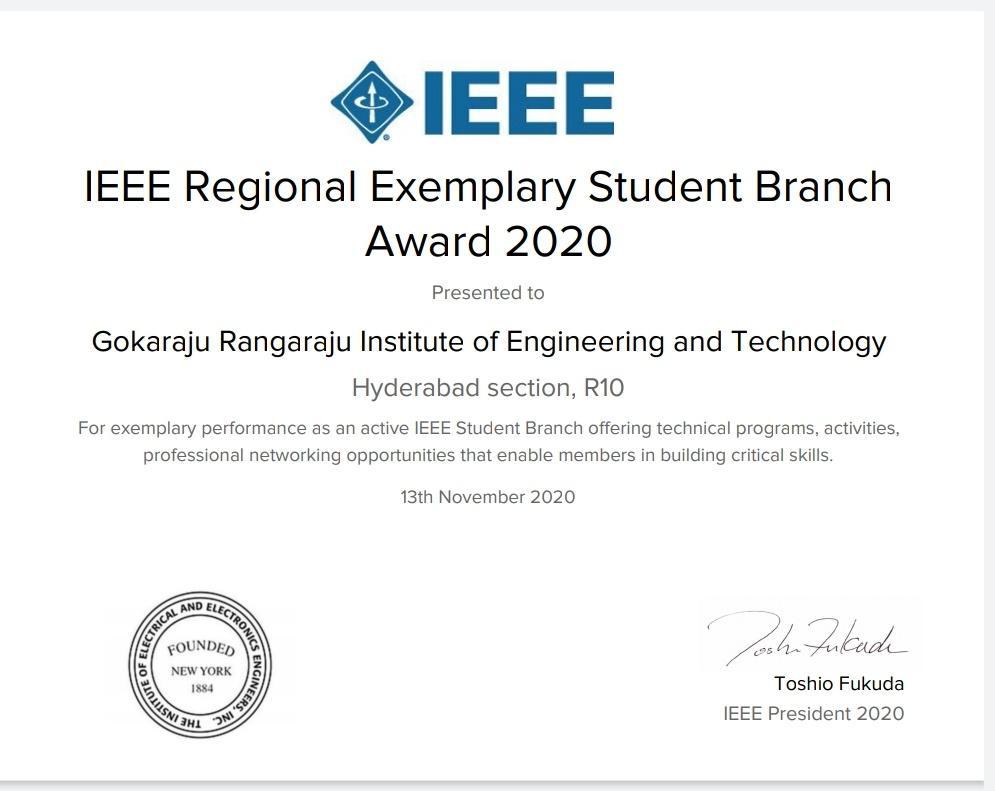 IEEE
IEEE Regional Exemplary Student Branch
Award 2020
Presented to
Gokaraju Rangaraju Institute of Engineering and Technology
Hyderabad section, R10
For exemplary performance as an active IEEE Student Branch offering technical programs, activities,
professional networking opportunities that enable members in building critical skills.
13th November 2020
THE INSTITUTE OF ELECTRICAL AND ELECTRONICS ENGINEERS, INC.
FOUNDED
NEW YORK
1884
Toshio Fukuda
Toshio Fukuda
IEEE President 2020